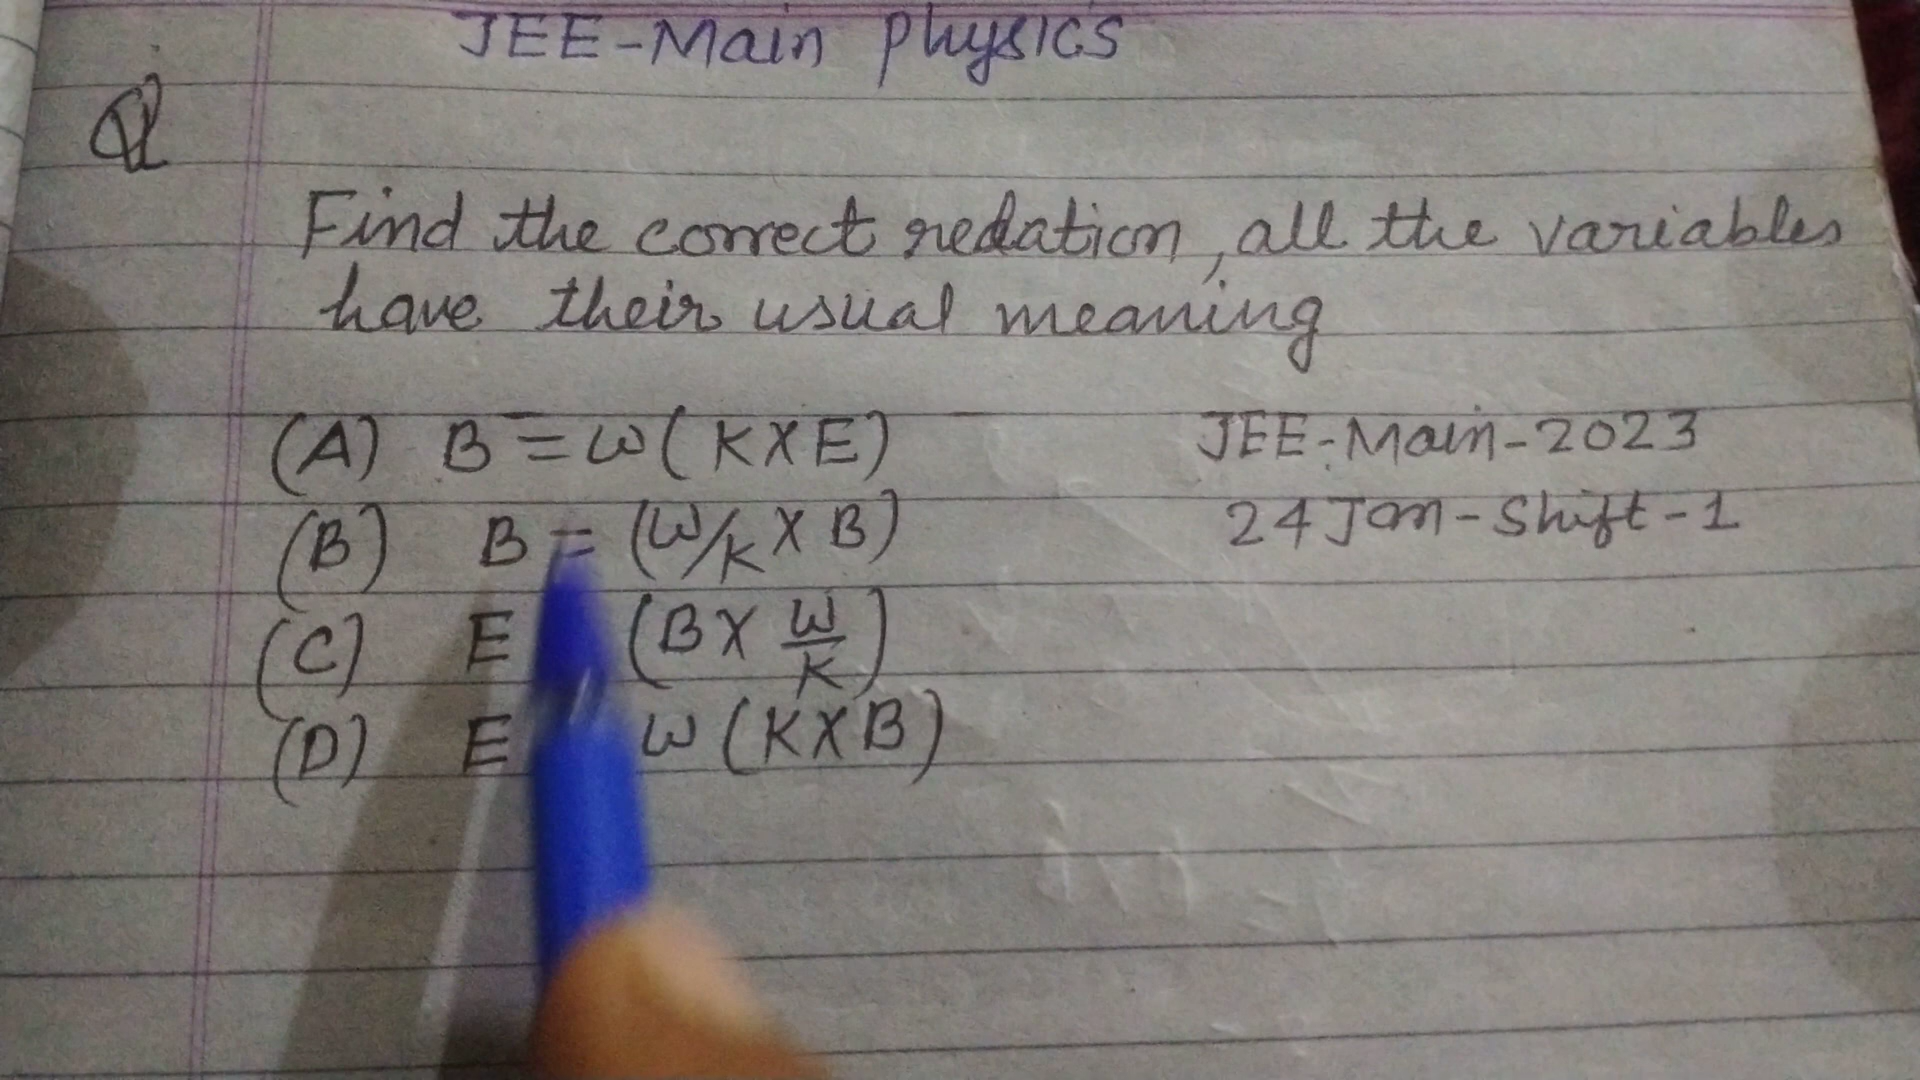 JEE-Main Physics
Q
Find the correct redation, all the variables
have their usual meaning
(A) B = ω(K×E)
JEE-Main-2023
(B) B = (ω/K × B)
24 Jan-Shift-1
(C) E (B × ω/K)
(D) E ω(K×B)